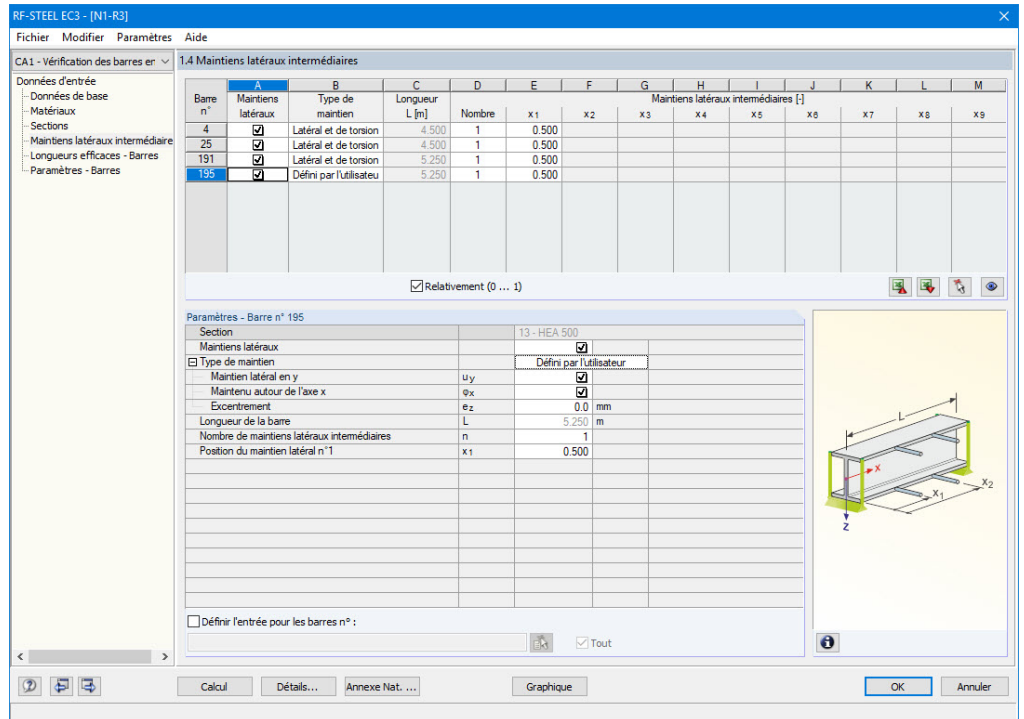 RF-STEEL EC3 - [N1-R3]
Fichier Modifier Paramètres Aide
CA1 - Vérification des barres er
1.4 Maintiens latéraux intermédiaires
Données d'entrée
Données de base
Matériaux
Sections
Maintiens latéraux intermédiaire
Longueurs efficaces - Barres
Paramètres - Barres
A B C D E F G H I J K L M
Barre Maintiens Type de Longueur Maintiens latéraux intermédiaires [-]
n° latéraux maintien L [m] Nombre x1 x2 x3 x4 x5 x6 x7 x8 x9
4 Latéral et de torsion 4.500 1 0.500
25 Latéral et de torsion 4.500 1 0.500
191 Latéral et de torsion 5.250 1 0.500
195 Défini par l'utilisateu 5.250 1 0.500
Relativement (0 ... 1)
Paramètres - Barre n° 195
Section 13 - HEA 500
Maintiens latéraux
Type de maintien Défini par l'utilisateur
Maintien latéral en y uy
Maintenu autour de l'axe x φx
Excentrement ez 0.0 mm
Longueur de la barre L 5.250 m
Nombre de maintiens latéraux intermédiaires n 1
Position du maintien latéral n°1 x1 0.500
L
x
x1
x2
z
Définir l'entrée pour les barres n° :
Tout
Calcul Détails... Annexe Nat. ... Graphique OK Annuler